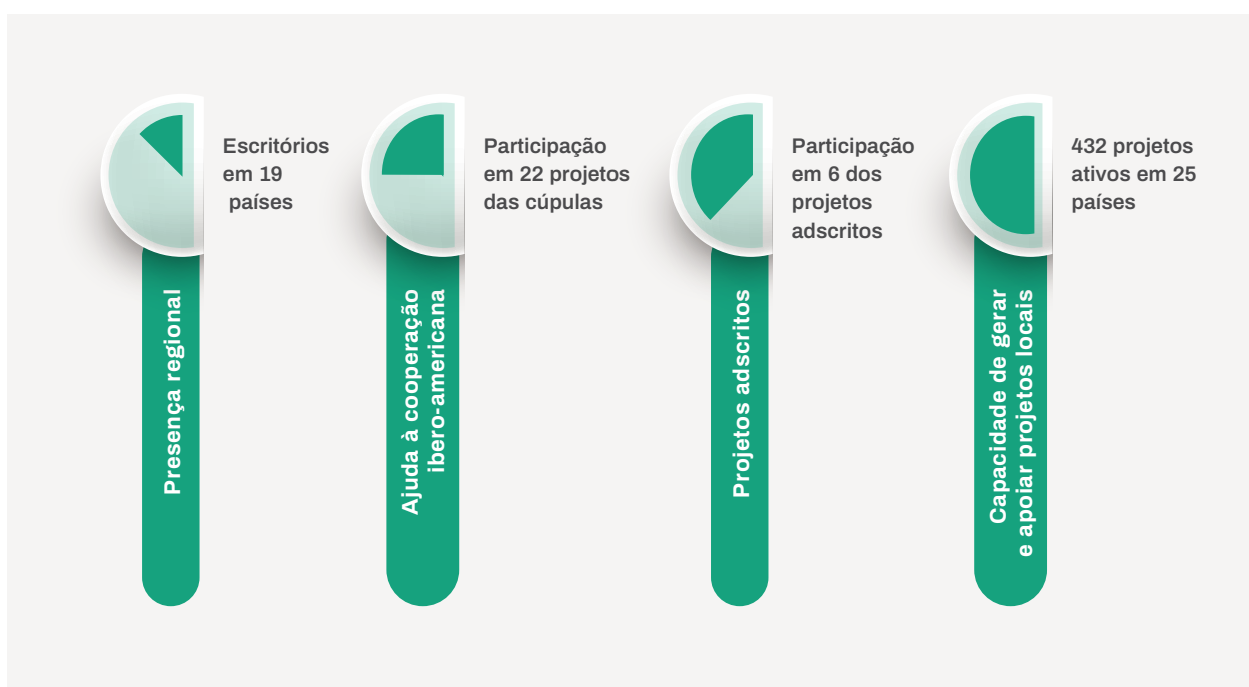 Escritórios
em 19
países
Presença regional
Participação
em 22 projetos
das cúpulas
Ajuda à cooperação
ibero-americana
Participação
em 6 dos
projetos
adscritos
Projetos adscritos
432 projetos
ativos em 25
países
Capacidade de gerar
e apoiar projetos locais